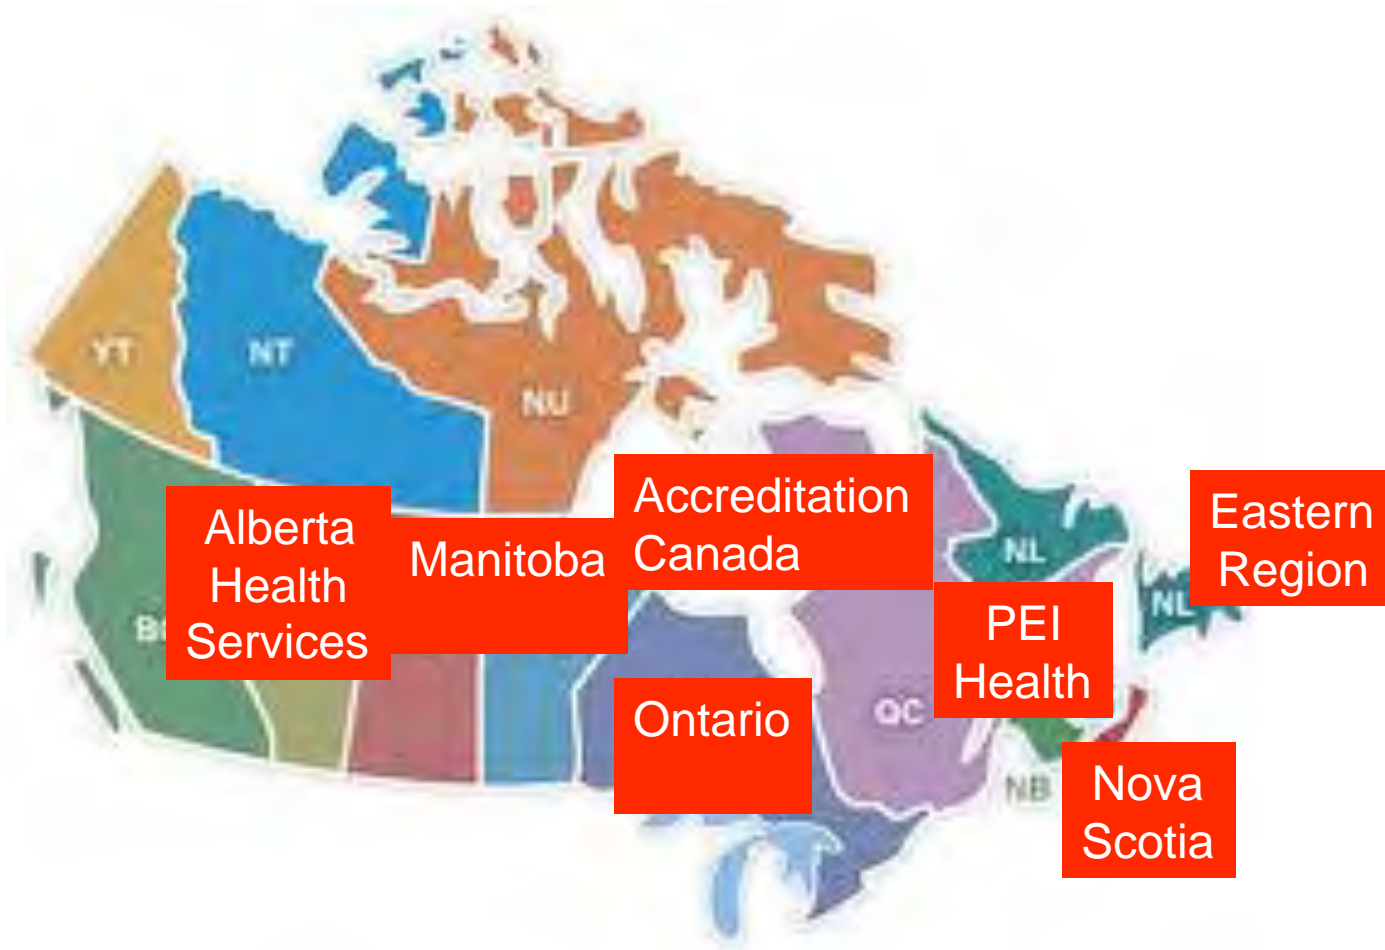 YT
NT
NU
Accreditation
Canada
Alberta
Health
Services
Manitoba
Eastern
Region
NL
NL
PEI
Health
Ontario
QC
NB
Nova
Scotia